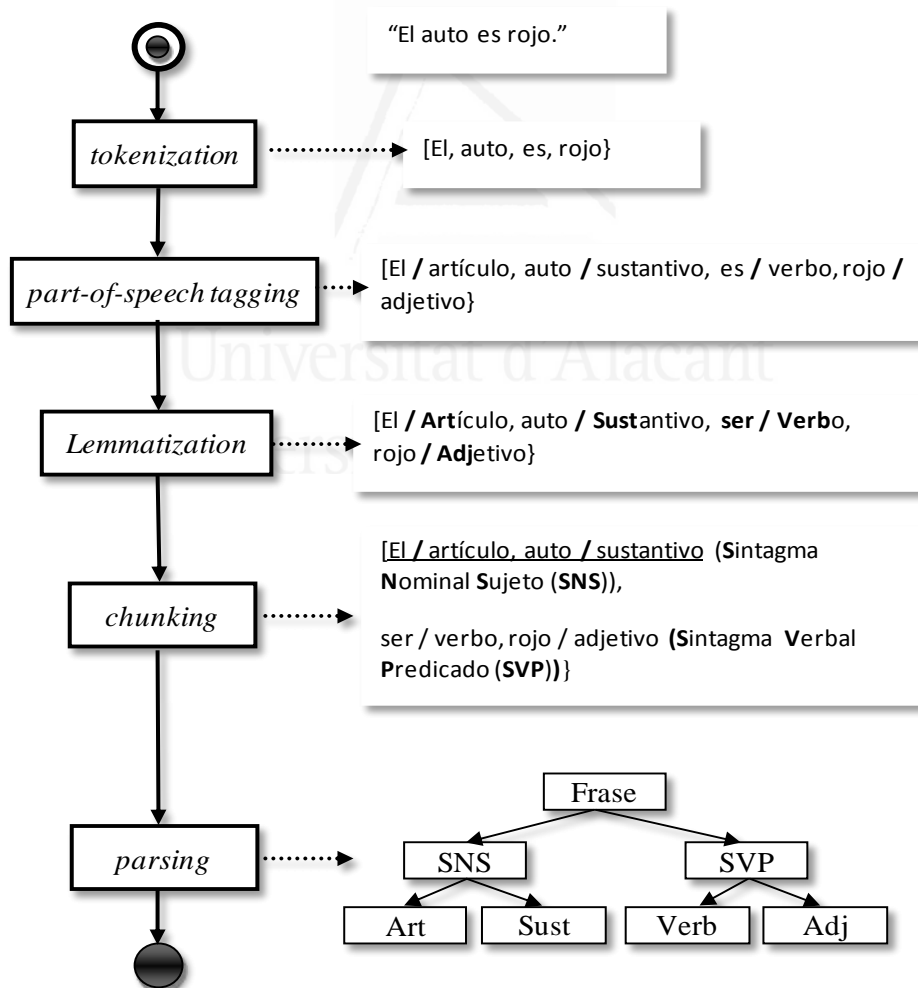 “El auto es rojo.”
tokenization
[El, auto, es, rojo}
part-of-speech tagging
[El / artículo, auto / sustantivo, es / verbo, rojo /
adjetivo}
Universitat d'Alacant
Lemmatization
[El / Artículo, auto / Sustantivo, ser / Verbo,
rojo / Adjetivo}
chunking
[El / artículo, auto / sustantivo (Sintagma
Nominal Sujeto (SNS)),
ser / verbo, rojo / adjetivo (Sintagma Verbal
Predicado (SVP))}
parsing
Frase
SNS
SVP
Art
Sust
Verb
Adj